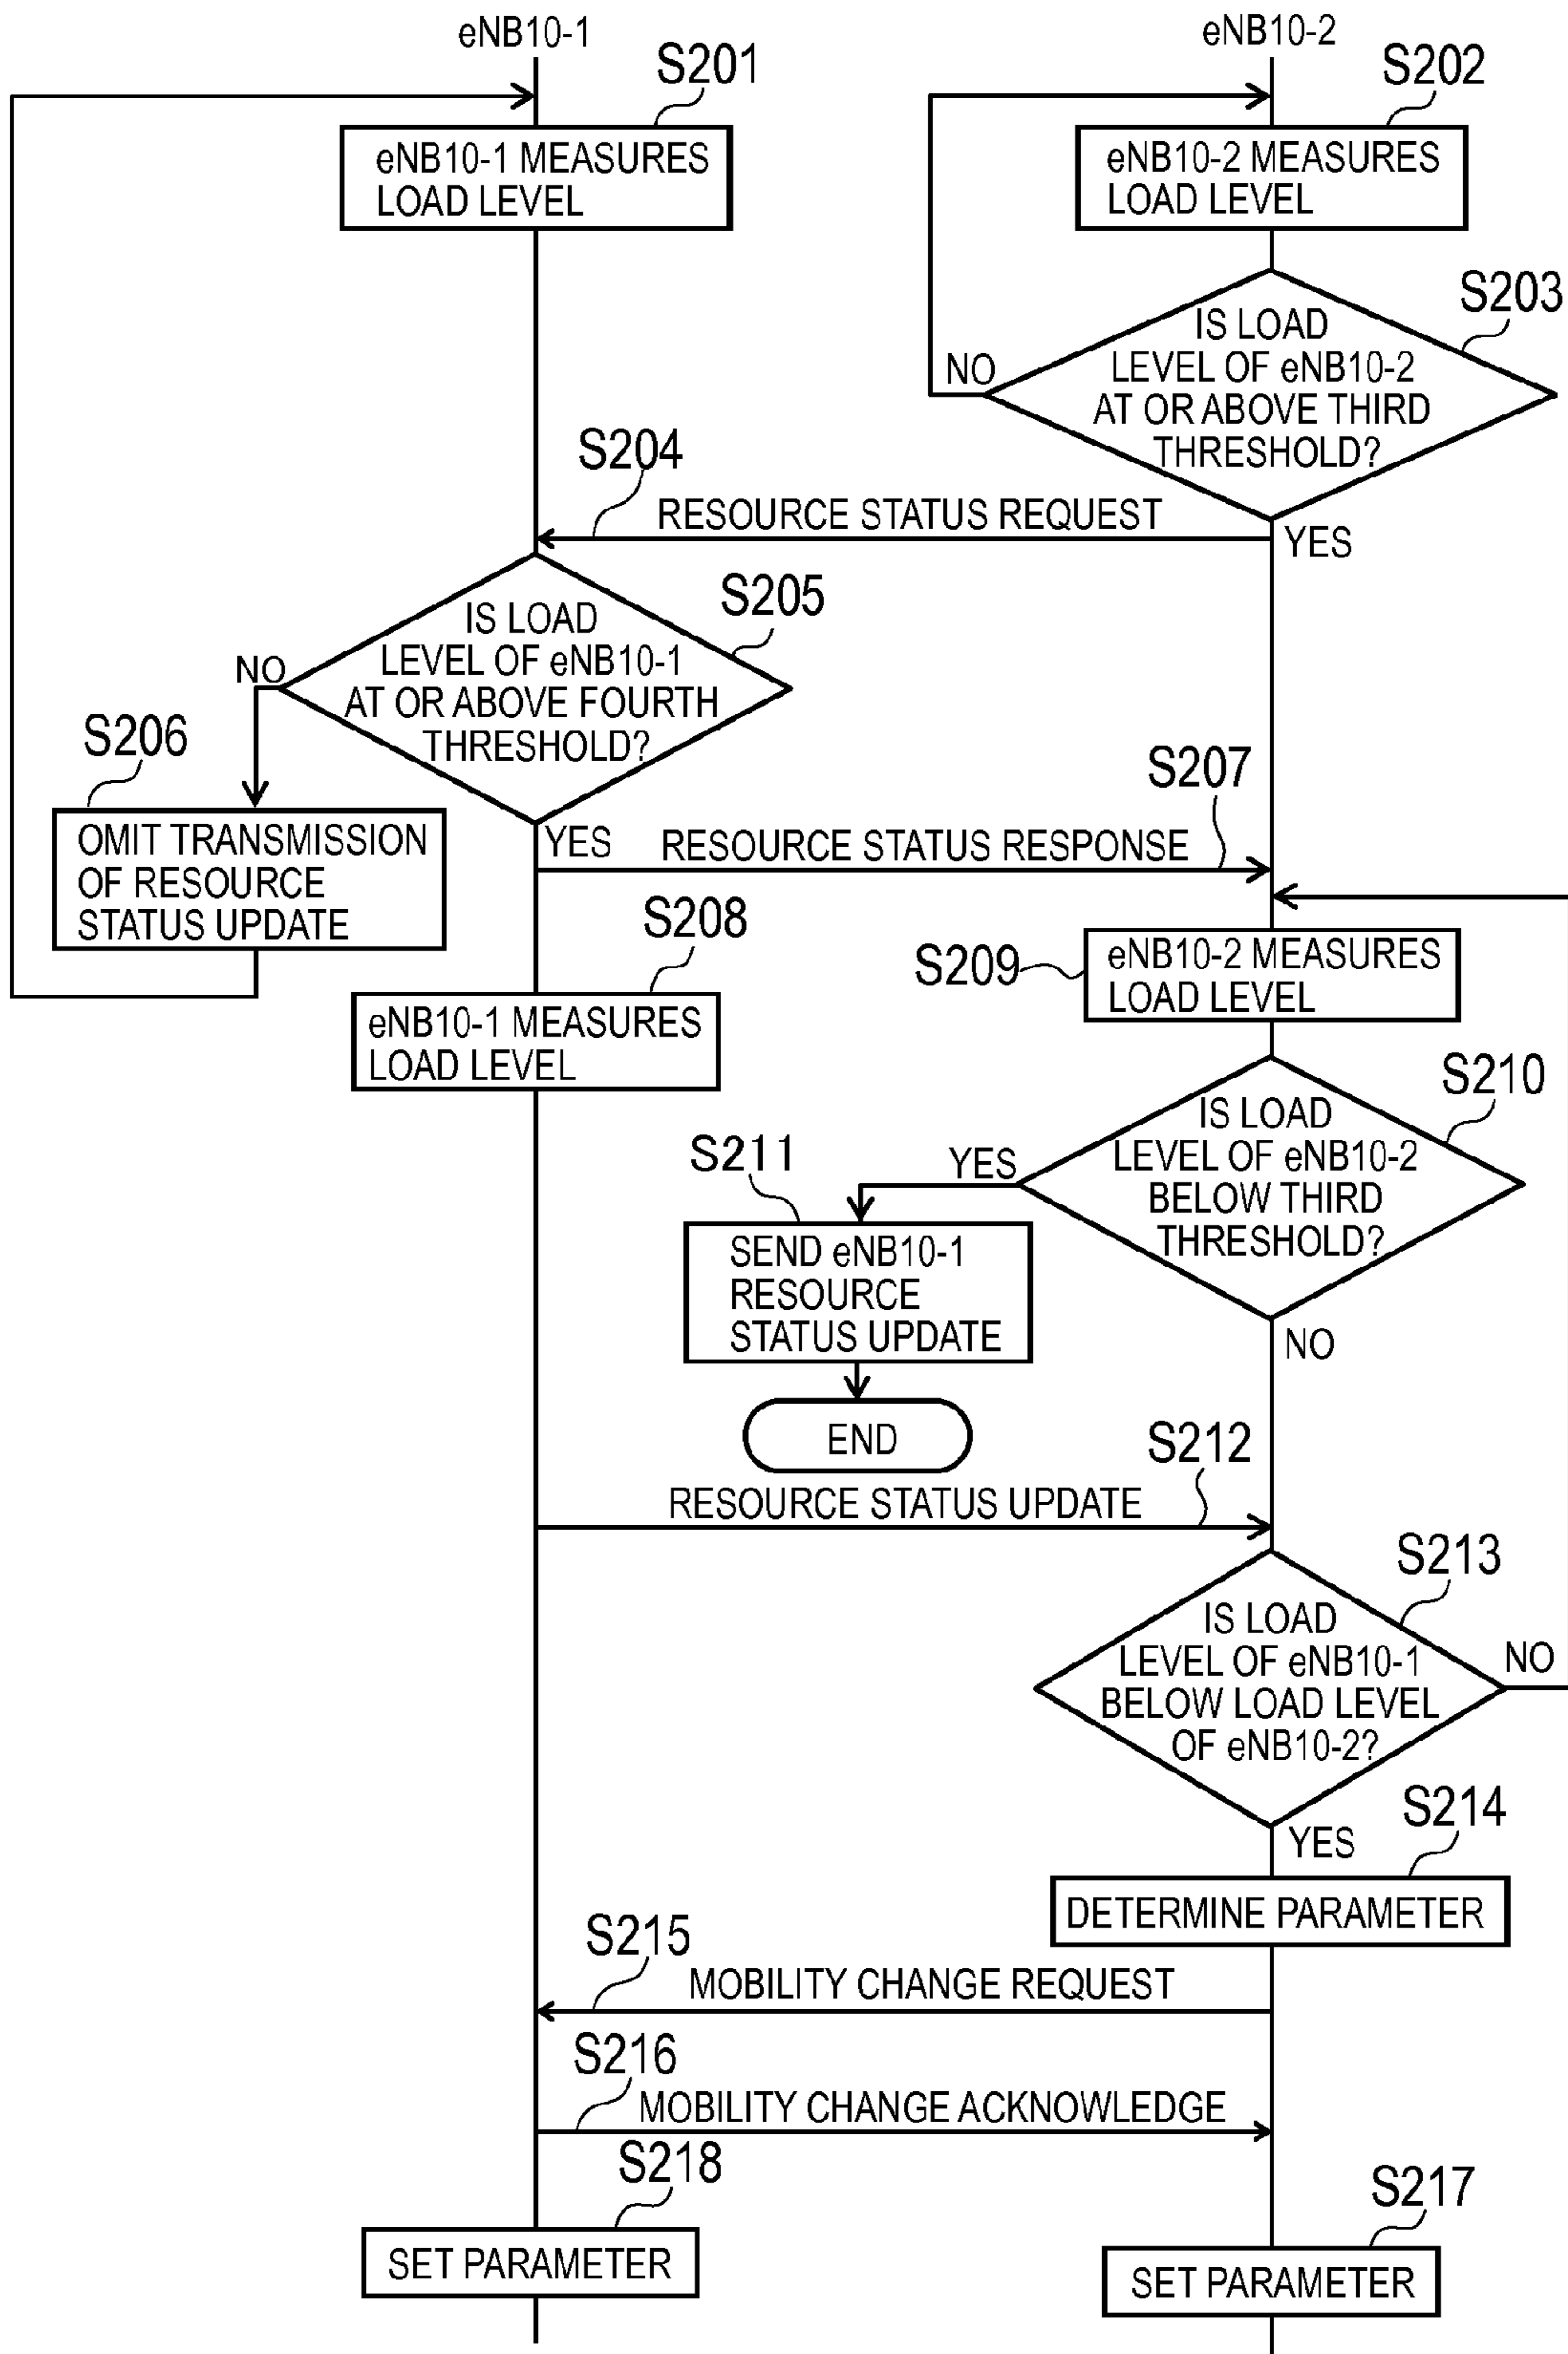 eNB10-1
eNB10-2
S201
S202
eNB10-1 MEASURES
LOAD LEVEL
eNB10-2 MEASURES
LOAD LEVEL
S203
IS LOAD
LEVEL OF eNB10-2
AT OR ABOVE THIRD
THRESHOLD?
NO
S204
RESOURCE STATUS REQUEST
YES
S205
IS LOAD
LEVEL OF eNB10-1
AT OR ABOVE FOURTH
THRESHOLD?
NO
S206
OMIT TRANSMISSION
OF RESOURCE
STATUS UPDATE
YES
RESOURCE STATUS RESPONSE
S207
S208
eNB10-1 MEASURES
LOAD LEVEL
S209
eNB10-2 MEASURES
LOAD LEVEL
S210
IS LOAD
LEVEL OF eNB10-2
BELOW THIRD
THRESHOLD?
YES
S211
SEND eNB10-1
RESOURCE
STATUS UPDATE
END
NO
S212
RESOURCE STATUS UPDATE
S213
IS LOAD
LEVEL OF eNB10-1
BELOW LOAD LEVEL
OF eNB10-2?
NO
YES
S214
DETERMINE PARAMETER
S215
MOBILITY CHANGE REQUEST
S216
MOBILITY CHANGE ACKNOWLEDGE
S218
SET PARAMETER
S217
SET PARAMETER